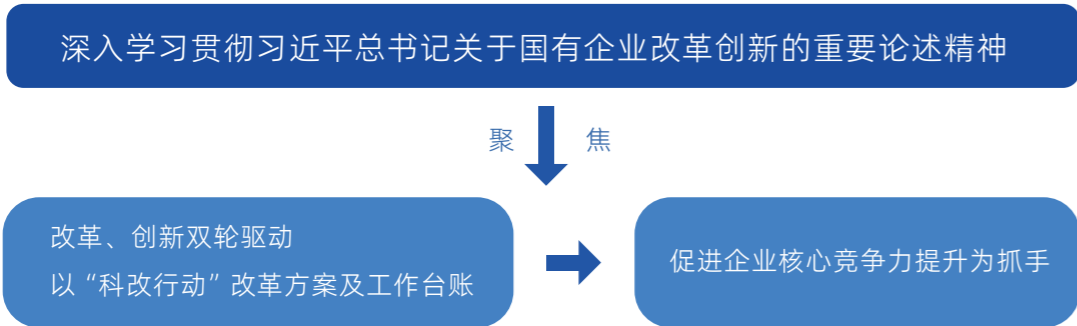 深入学习贯彻习近平总书记关于国有企业改革创新的重要论述精神
聚 焦
改革、创新双轮驱动
以“科改行动”改革方案及工作台账
促进企业核心竞争力提升为抓手